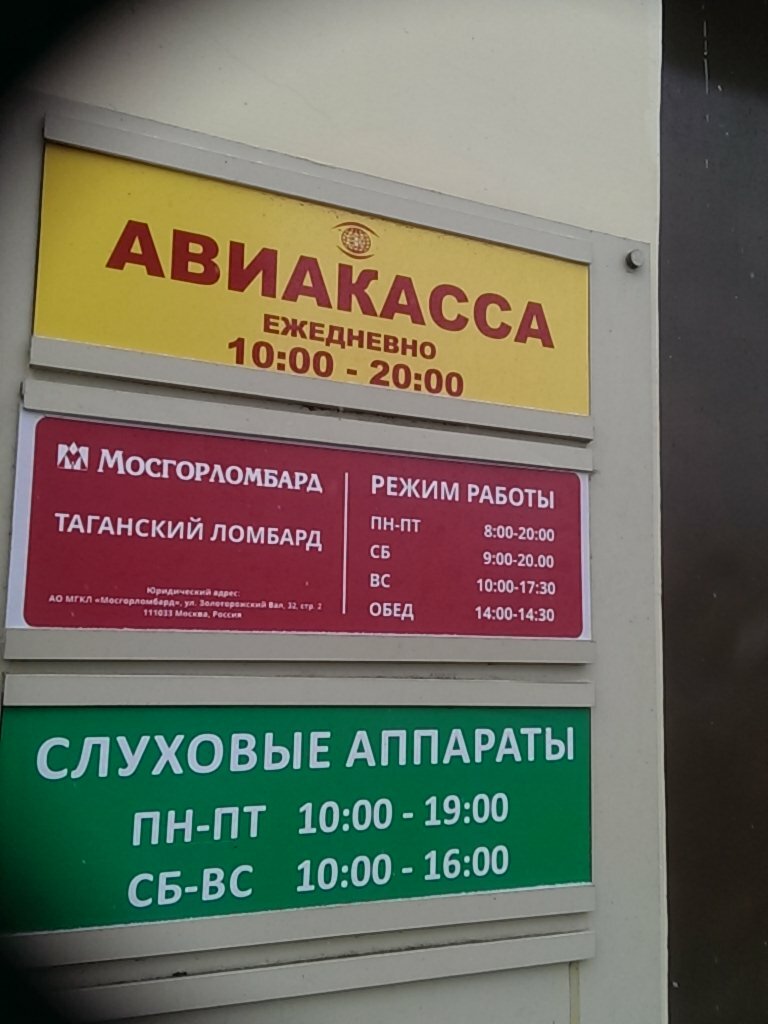 АВИАКАССА
ЕЖЕДНЕВНО
10:00 - 20:00
МОСГОРЛОМБАРД
ТАГАНСКИЙ ЛОМБАРД
Юридический адрес:
АО МГКЛ «Мосгорломбард», ул. Золоторожский Вал, 32, стр. 2
111033 Москва, Россия
РЕЖИМ РАБОТЫ
ПН-ПТ 8:00-20:00
СБ 9:00-20.00
ВС 10:00-17:30
ОБЕД 14:00-14:30
СЛУХОВЫЕ АППАРАТЫ
ПН-ПТ 10:00 - 19:00
СБ-ВС 10:00 - 16:00